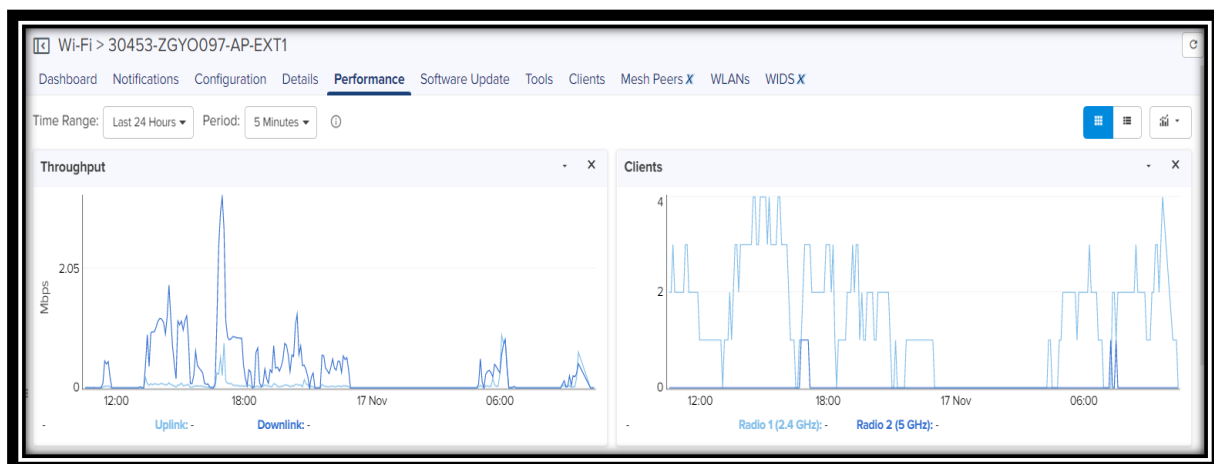 Wi-Fi > 30453-ZGYO097-AP-EXT1
Dashboard Notifications Configuration Details Performance Software Update Tools Clients Mesh Peers X WLANs WIDS X
Time Range: Last 24 Hours Period: 5 Minutes
Throughput
2.05
Mbps
0
12:00 18:00 17 Nov 06:00
- Uplink: - Downlink: -
Clients
4
2
0
12:00 18:00 17 Nov 06:00
- Radio 1 (2.4 GHz): - Radio 2 (5 GHz): -